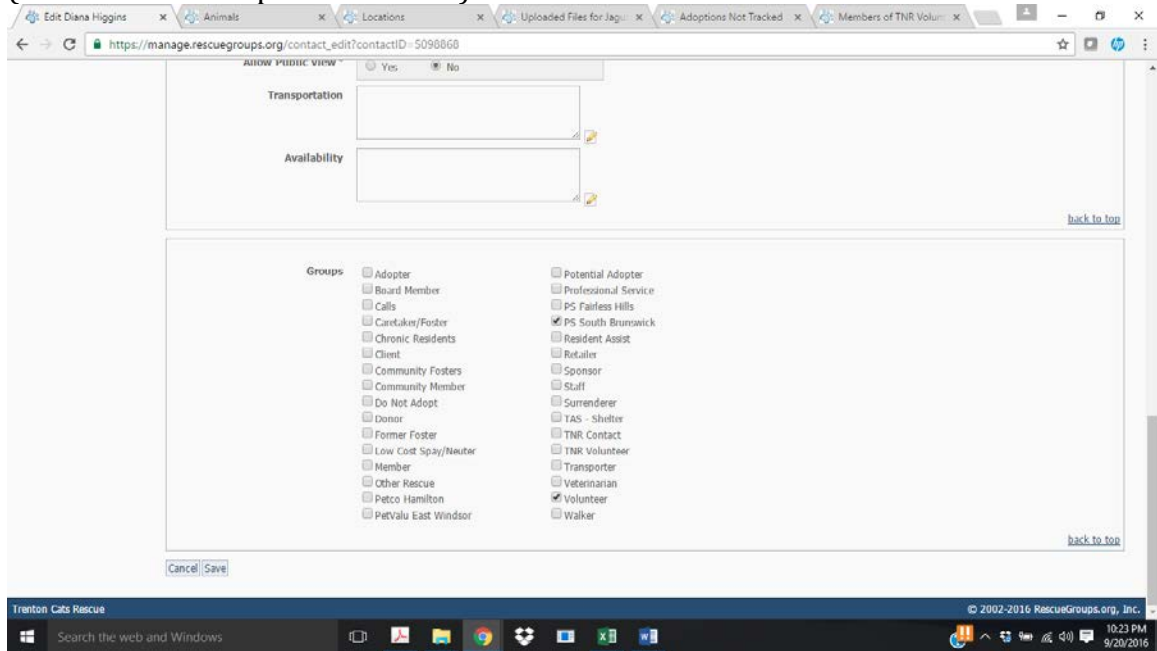 Edit Diana Higgins
Animals
Locations
Uploaded Files for Jagu
Adoptions Not Tracked
Members of TNR Volun
https://manage.rescuegroups.org/contact_edit?contactID=5098868
Allow Public View *
Yes No
Transportation
Availability
back to top
Groups
Adopter Potential Adopter
Board Member Professional Service
Calls PS Fairless Hills
Caretaker/Foster PS South Brunswick
Chronic Residents Resident Assist
Client Retailer
Community Fosters Sponsor
Community Member Staff
Do Not Adopt Surrenderer
Donor TAS - Shelter
Former Foster TNR Contact
Low Cost Spay/Neuter TNR Volunteer
Member Transporter
Other Rescue Veterinarian
Petco Hamilton Volunteer
PetValu East Windsor Walker
back to top
Cancel Save
Trenton Cats Rescue © 2002-2016 RescueGroups.org, Inc.
Search the web and Windows
10:23 PM
9/20/2016